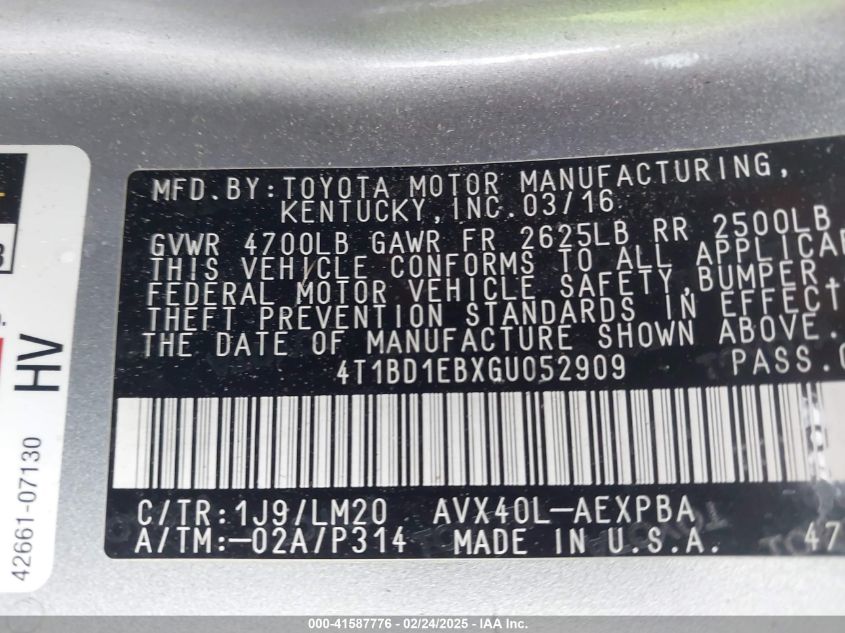 MFD.BY:TOYOTA MOTOR MANUFACTURING,
KENTUCKY,INC.03/16
GVWR 4700LB GAWR FR 2625LB RR 2500LB
THIS VEHICLE CONFORMS TO ALL APPLICA
FEDERAL MOTOR VEHICLE SAFETY,BUMPER
THEFT PREVENTION STANDARDS IN EFFECT
THE DATE OF MANUFACTURE SHOWN ABOVE.
4T1BD1EBXGU052909 PASS.
C/TR:1J9/LM20 AVX40L-AEXPBA
A/TM:-02A/P314 MADE IN U.S.A. 47
HV
42661-07130
000-41587776 - 02/24/2025 - IAA, Inc.